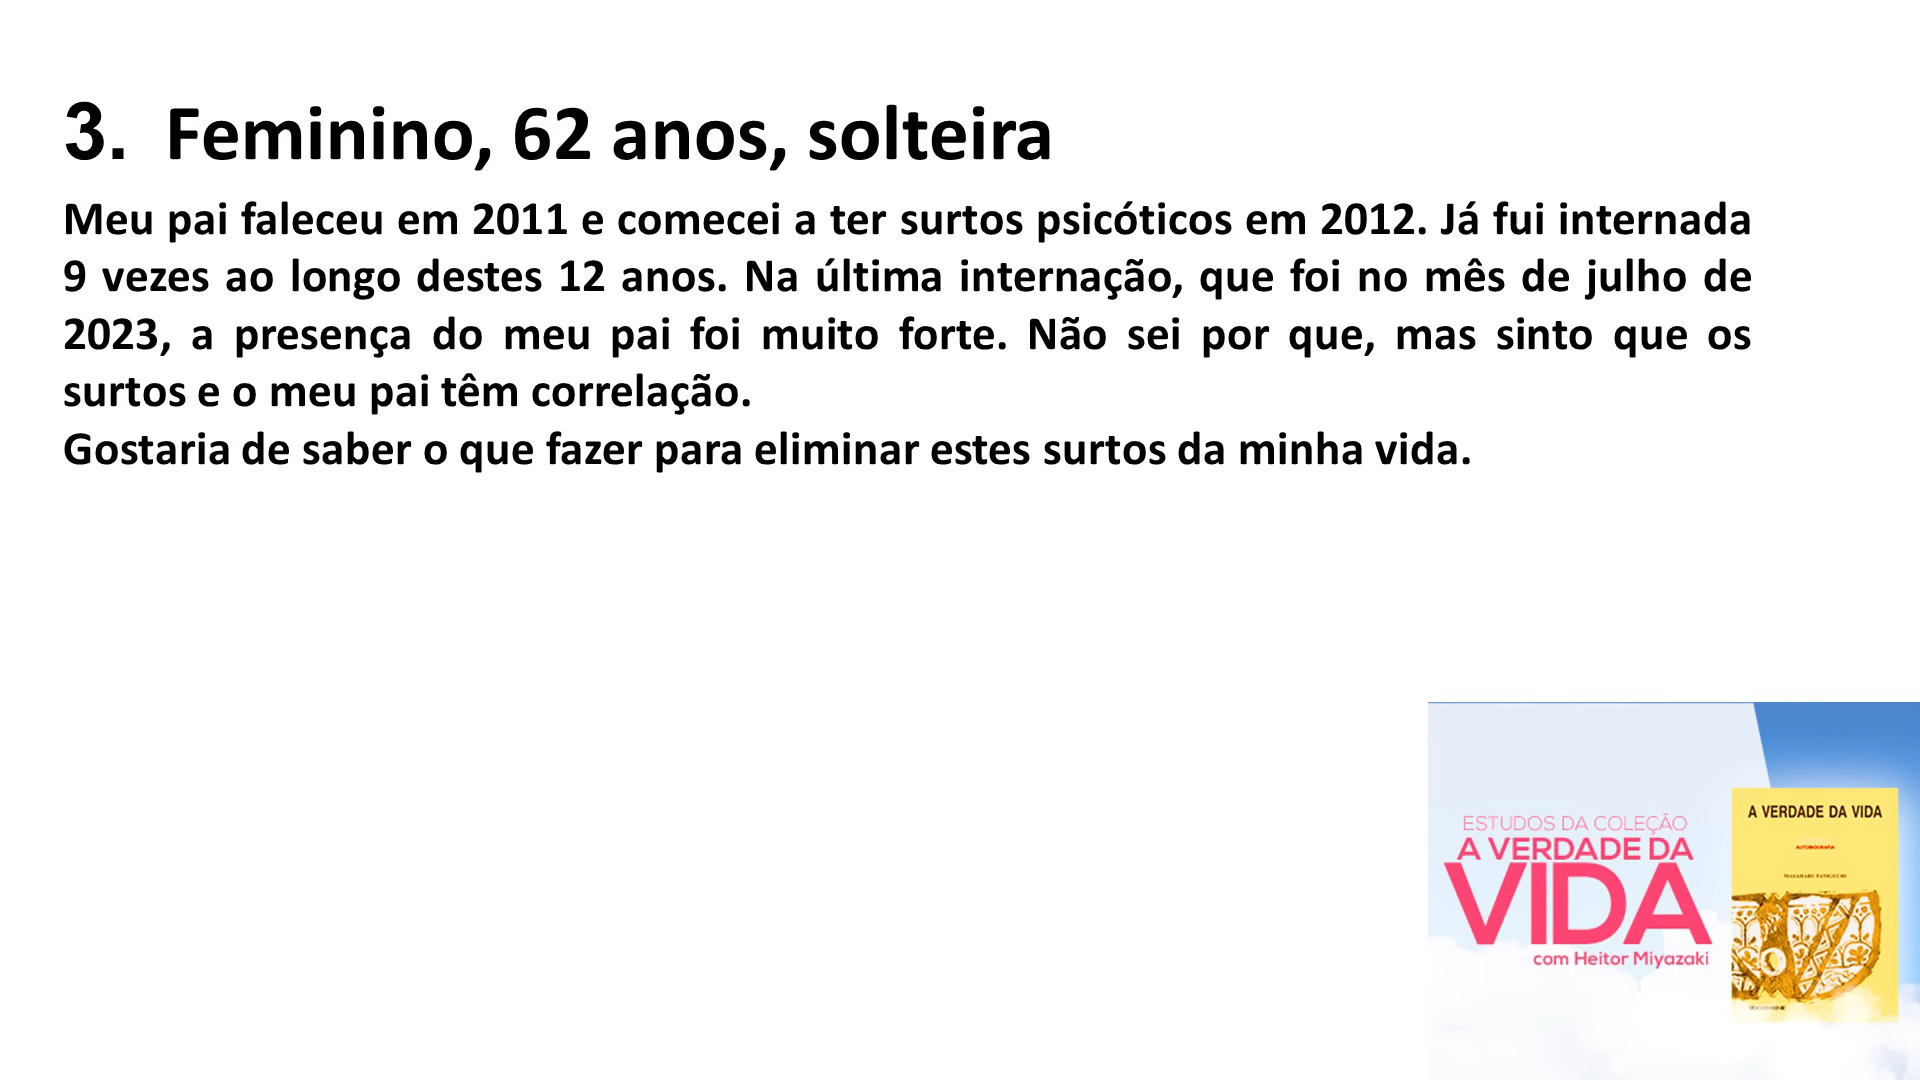 3. Feminino, 62 anos, solteira
Meu pai faleceu em 2011 e comecei a ter surtos psicóticos em 2012. Já fui internada
9 vezes ao longo destes 12 anos. Na última internação, que foi no mês de julho de
2023, a presença do meu pai foi muito forte. Não sei por que, mas sinto que os
surtos e o meu pai têm correlação.
Gostaria de saber o que fazer para eliminar estes surtos da minha vida.
ESTUDOS DA COLEÇÃO
A VERDADE DA
VIDA
com Heitor Miyazaki
A VERDADE DA VIDA
AUTOBIOGRAFIA
MASAHARU TANIGUCHI